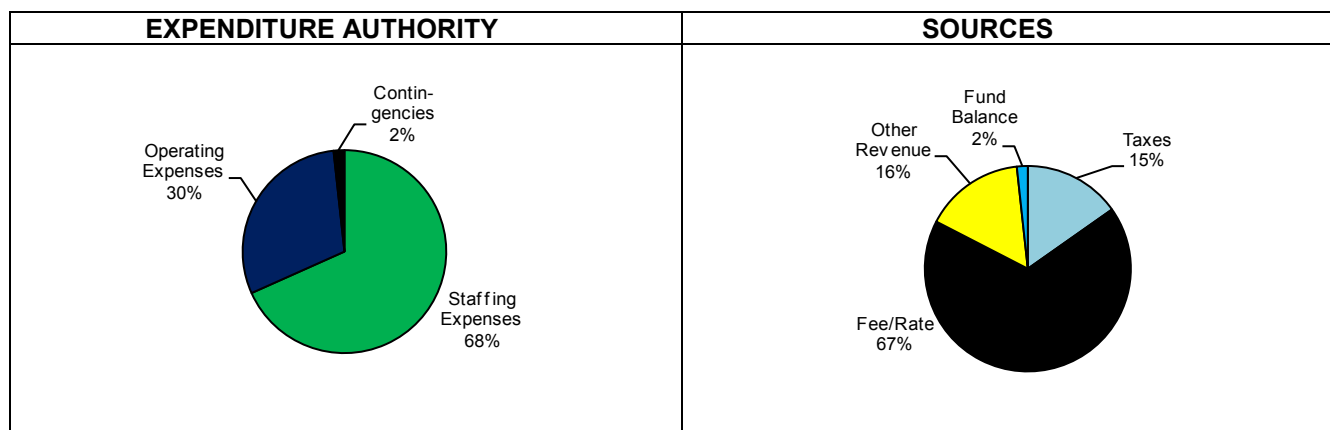 EXPENDITURE AUTHORITY
Contin-
gencies
2%
Operating
Expenses
30%
Staffing
Expenses
68%
SOURCES
Fund
Balance
2%
Other
Revenue
16%
Taxes
15%
Fee/Rate
67%